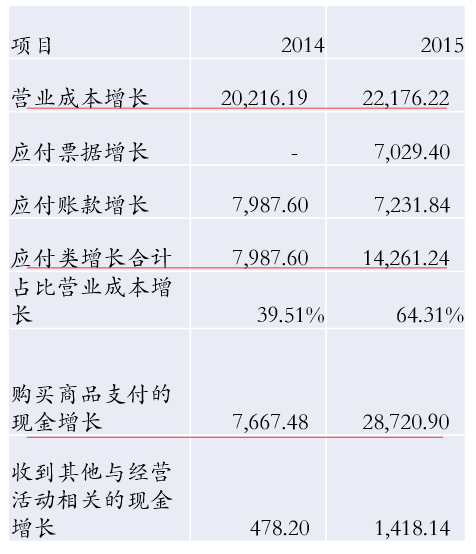 项目 2014 2015
营业成本增长 20,216.19 22,176.22
应付票据增长 - 7,029.40
应付账款增长 7,987.60 7,231.84
应付类增长合计 7,987.60 14,261.24
占比营业成本增
长 39.51% 64.31%
购买商品支付的
现金增长 7,667.48 28,720.90
收到其他与经营
活动相关的现金
增长 478.20 1,418.14